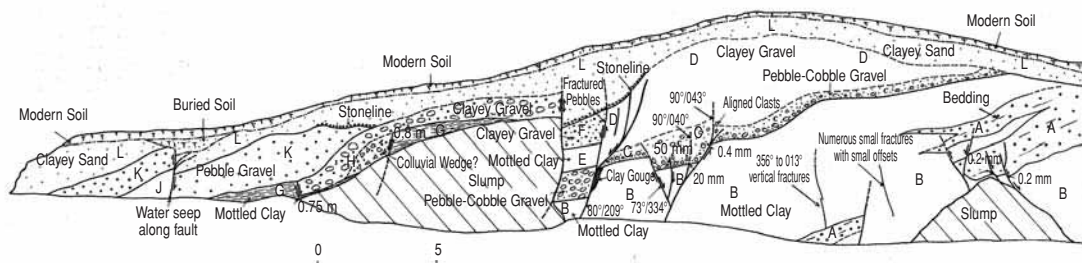 L
Modern Soil
Clayey Gravel
D
L
D
Clayey Sand
Modern Soil
Modern Soil
L
Stoneline
Fractured
Pebbles
Pebble-Cobble Gravel
L
Modern Soil
Buried Soil
Stoneline
Clayey Gravel
D
F
90°/043°
Aligned Clasts
Bedding
90°/040°
G
A
A
L
L
K
0.8 m
G
Clayey Gravel
Clayey Sand
L
H
Colluvial Wedge?
Mottled Clay
E
G
50 mm
0.4 mm
Numerous small fractures
with small offsets
K
J
Pebble Gravel
G
Slump
Clay Gouge
B
20 mm
356° to 013°
vertical fractures
B
0.2 mm
0.2 mm
Water seep
along fault
Mottled Clay
0.75 m
Pebble-Cobble Gravel
B
80°/209°
B
73°/334°
B
Mottled Clay
A
Slump
B
Mottled Clay
0
5